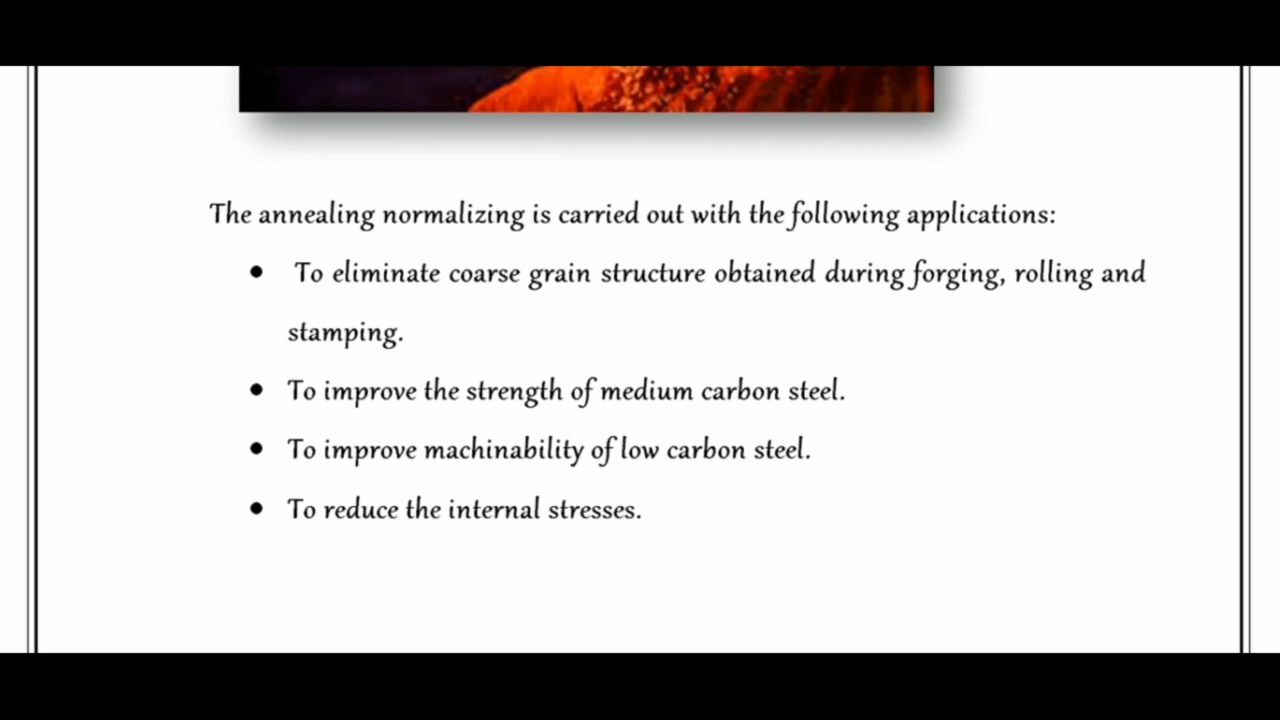 The annealing normalizing is carried out with the following applications:
• To eliminate coarse grain structure obtained during forging, rolling and
stamping.
• To improve the strength of medium carbon steel.
• To improve machinability of low carbon steel.
• To reduce the internal stresses.